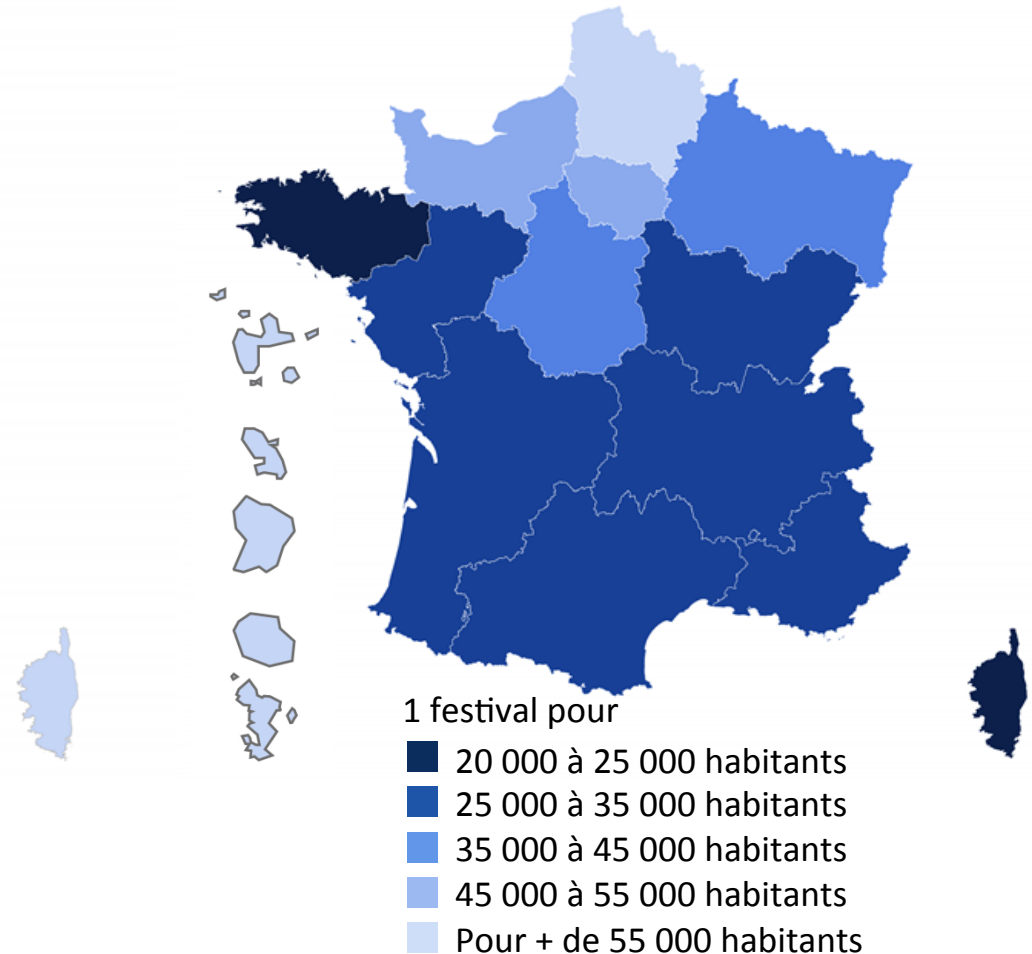 1 festival pour
20 000 à 25 000 habitants
25 000 à 35 000 habitants
35 000 à 45 000 habitants
45 000 à 55 000 habitants
Pour + de 55 000 habitants